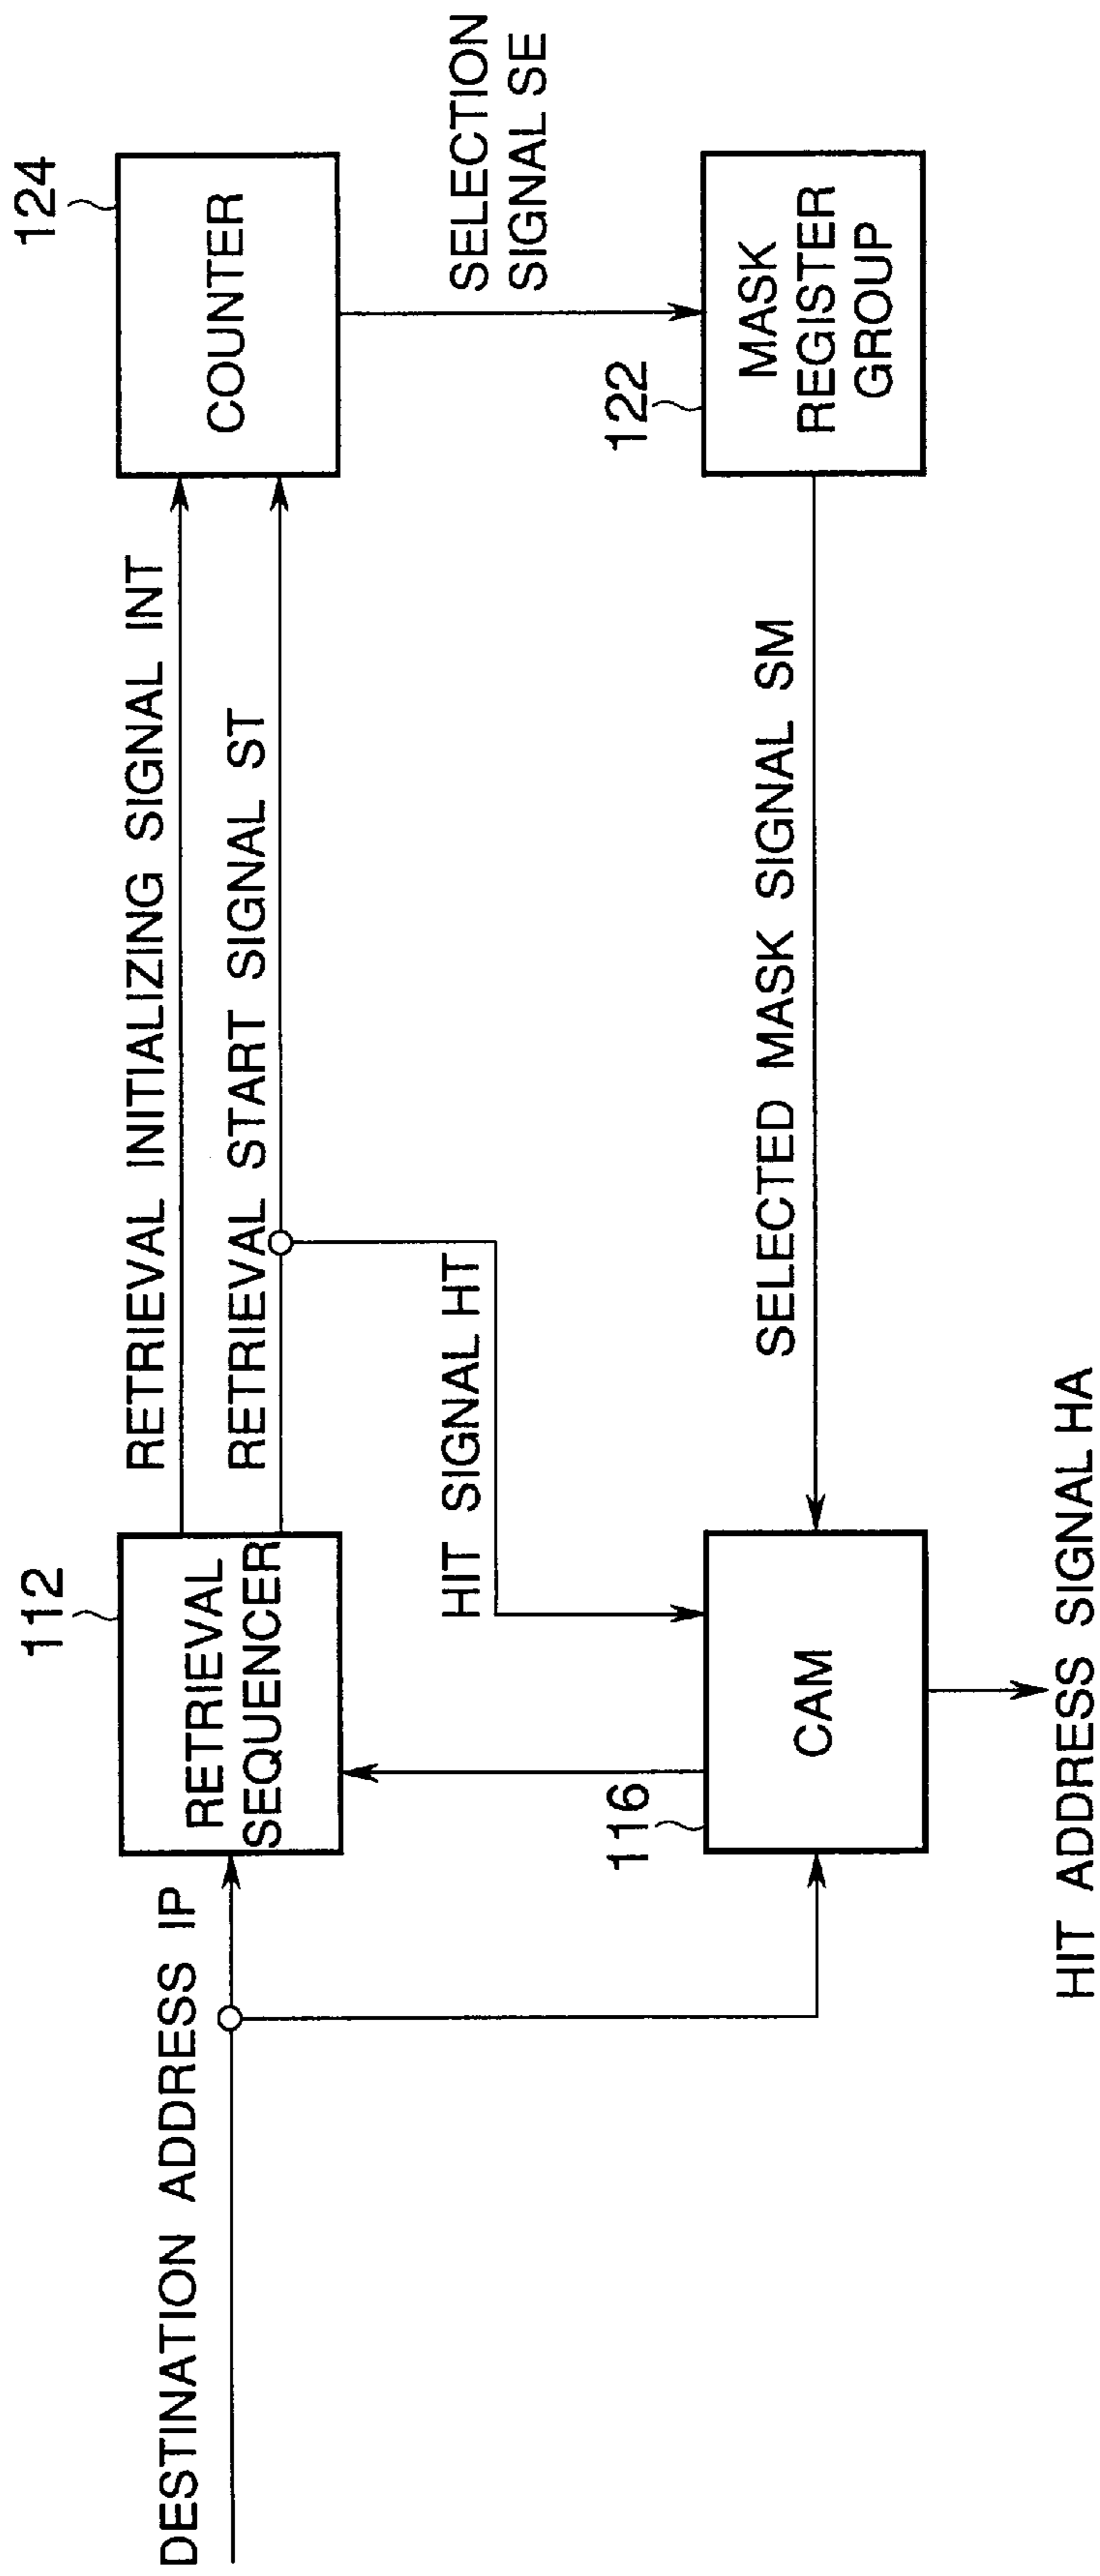 112
124
RETRIEVAL INITIALIZING SIGNAL INT
DESTINATION ADDRESS IP
RETRIEVAL
SEQUENCER
RETRIEVAL START SIGNAL ST
COUNTER
HIT SIGNAL HT
SELECTION
SIGNAL SE
116
122
CAM
SELECTED MASK SIGNAL SM
MASK
REGISTER
GROUP
HIT ADDRESS SIGNAL HA